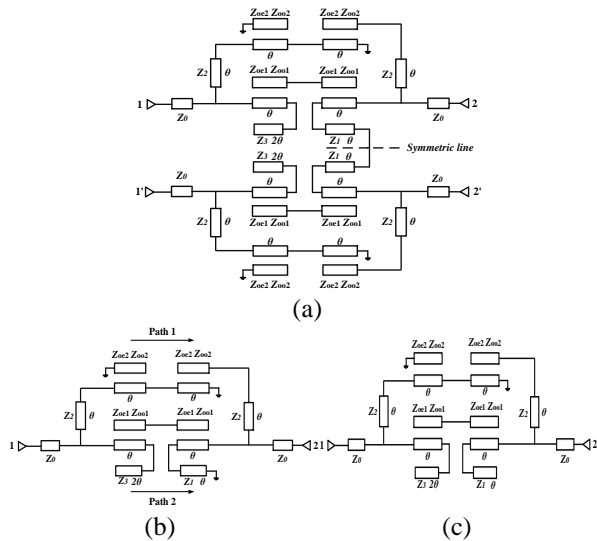 Zoe2 Zoo2 Zoe2 Zoo2
θ θ
Z2 θ Z2 θ
Zoe1 Zoo1 Zoe1 Zoo1
1 2
Z0 θ θ Z0
Z3 2θ Z1 θ
Symmetric line
Z3 2θ Z1 θ
Z0 Z0
1' 2'
θ θ
Z2 θ Z2 θ
Zoe1 Zoo1 Zoe1 Zoo1
θ θ
Zoe2 Zoo2 Zoe2 Zoo2
(a)
Path 1
Zoe2 Zoo2 Zoe2 Zoo2
θ θ
Z2 θ Z2 θ
Zoe1 Zoo1 Zoe1 Zoo1
1 2
Z0 θ θ Z0
Z3 2θ Z1 θ
Path 2
(b)
Zoe2 Zoo2 Zoe2 Zoo2
θ θ
Z2 θ Z2 θ
Zoe1 Zoo1 Zoe1 Zoo1
1 2
Z0 θ θ Z0
Z3 2θ Z1 θ
(c)